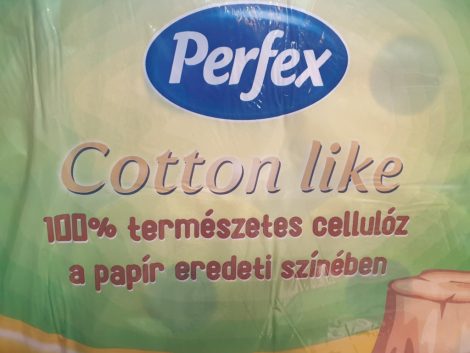 Perfex
Cotton like
100% természetes cellulóz
a papír eredeti színében